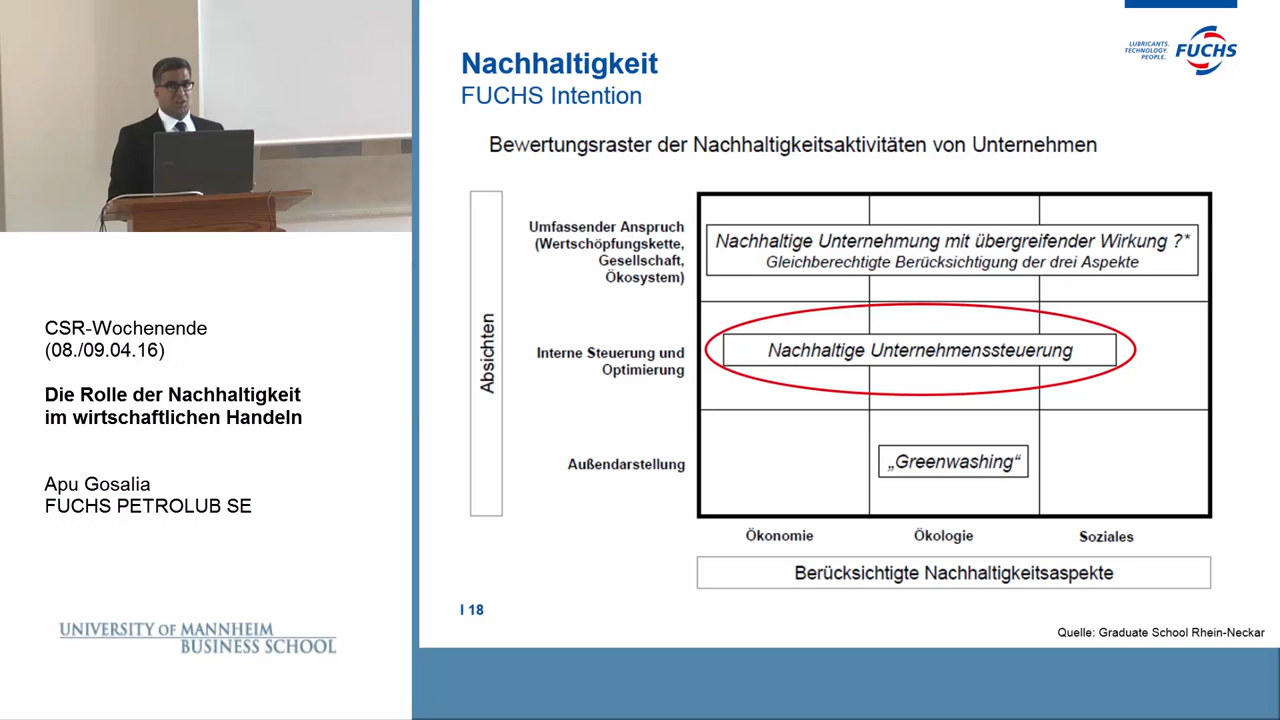 LUBRICANTS.
TECHNOLOGY.
PEOPLE.
FUCHS
Nachhaltigkeit
FUCHS Intention
Bewertungsraster der Nachhaltigkeitsaktivitäten von Unternehmen
Absichten
Umfassender Anspruch
(Wertschöpfungskette,
Gesellschaft,
Ökosystem)
Nachhaltige Unternehmung mit übergreifender Wirkung ?*
Gleichberechtigte Berücksichtigung der drei Aspekte
Interne Steuerung und
Optimierung
Nachhaltige Unternehmenssteuerung
Außendarstellung
„Greenwashing“
Ökonomie
Ökologie
Soziales
Berücksichtigte Nachhaltigkeitsaspekte
I 18
Quelle: Graduate School Rhein-Neckar
CSR-Wochenende
(08./09.04.16)
Die Rolle der Nachhaltigkeit
im wirtschaftlichen Handeln
Apu Gosalia
FUCHS PETROLUB SE
UNIVERSITY OF MANNHEIM
BUSINESS SCHOOL